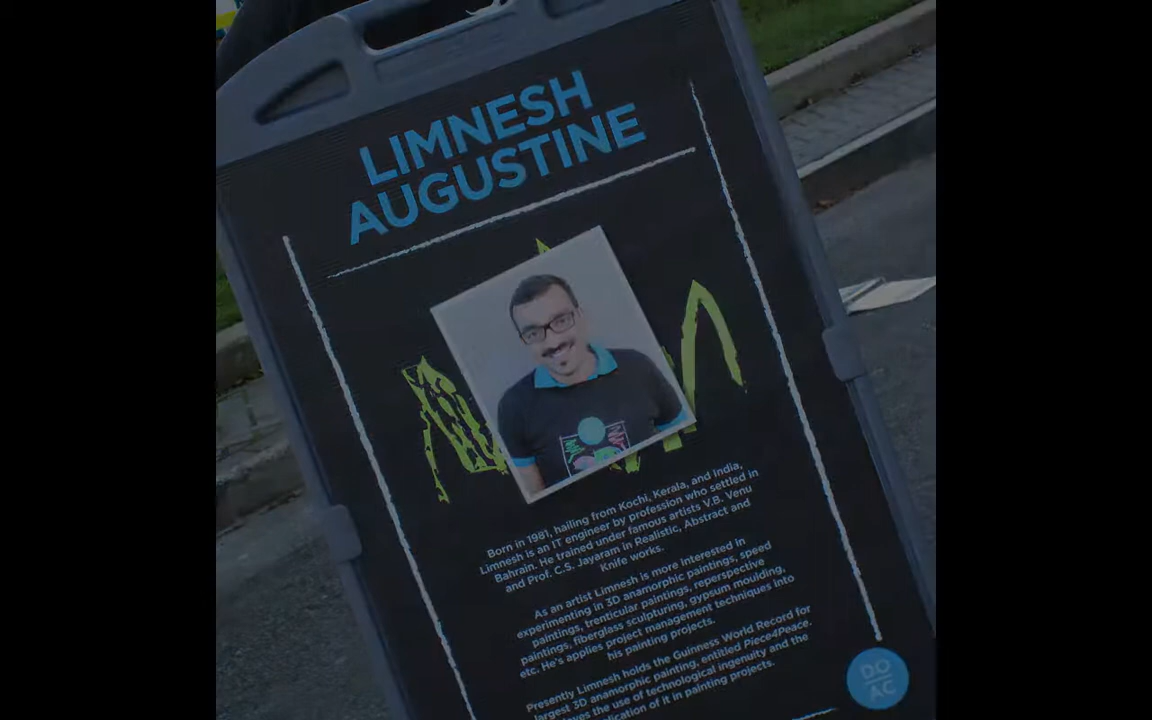 LIMNESH
AUGUSTINE
Born in 1981, hailing from Kochi, Kerala, and india,
Limnesh is an IT engineer by profession who settled in
Bahrain. He trained under famous artists V.B. Venu
and Prof. C.S. Jayaram in Realistic, Abstract and
Knife works.
As an artist Limnesh is more interested in
experimenting in 3D anamorphic paintings, speed
paintings, trenticular paintings, reperspective
paintings, fiberglass sculpturing, gypsum moulding,
etc. He's applies project management techniques into
his painting projects.
Presently Limnesh holds the Guinness World Record for
largest 3D anamorphic painting, entitled Piece4Peace.
the use of technological ingenuity and the
of it in painting projects.
DO
AC